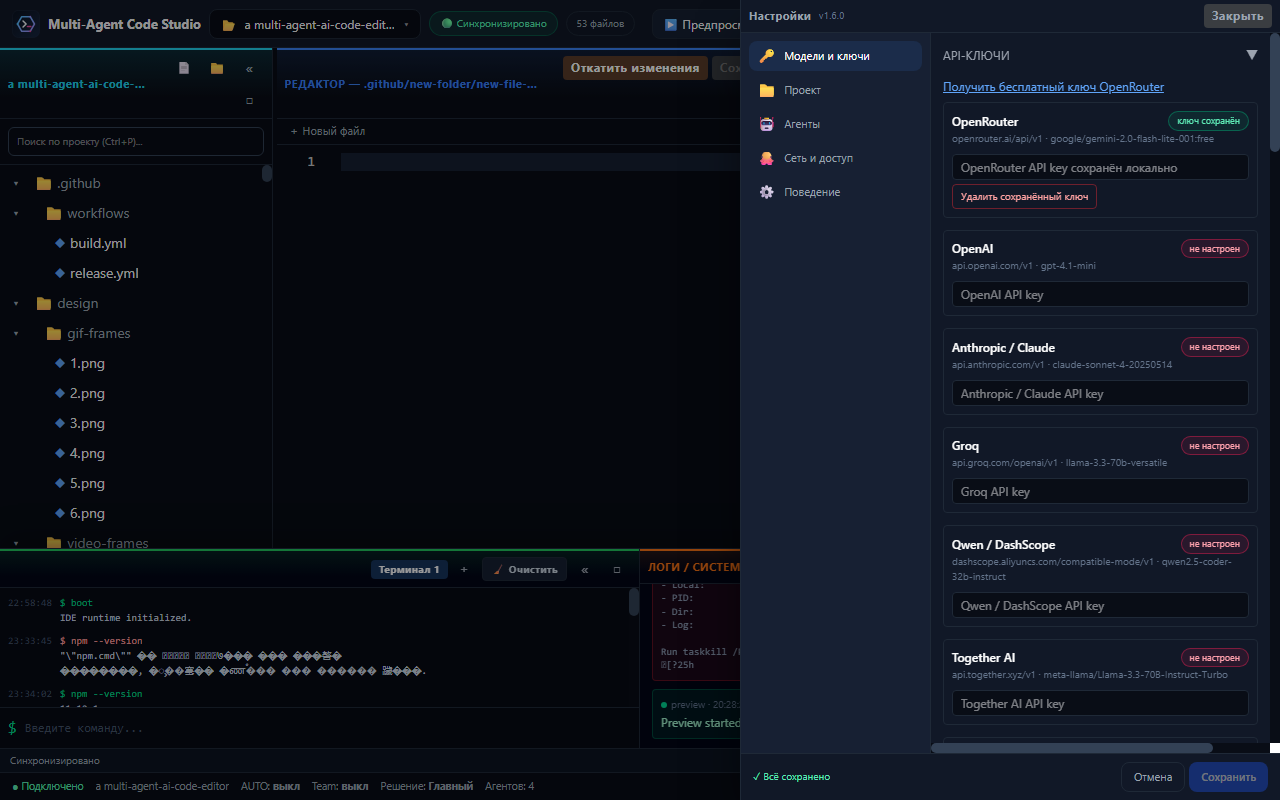 Multi-Agent Code Studio
a multi-agent-ai-code-edit...
Синхронизировано
53 файлов
Предпрос
a multi-agent-ai-code-...
Поиск по проекту (Ctrl+P)...
.github
workflows
build.yml
release.yml
design
gif-frames
1.png
2.png
3.png
4.png
5.png
6.png
video-frames
Откатить изменения
Сох
РЕДАКТОР — .github/new-folder/new-file-...
+ Новый файл
1
Терминал 1
+
Очистить
22:58:48 $ boot
IDE runtime initialized.
23:33:45 $ npm --version
"\"npm.cmd\""
23:34:02 $ npm --version
$ Введите команду...
ЛОГИ / СИСТЕМ
- Local:
- PID:
- Dir:
- Log:
Run taskkill /
[?25h
preview · 20:28:
Preview started
Синхронизировано
Подключено
a multi-agent-ai-code-editor
AUTO: выкл
Team: выкл
Решение: Главный
Агентов: 4
Настройки v1.6.0
Закрыть
Модели и ключи
Проект
Агенты
Сеть и доступ
Поведение
API-КЛЮЧИ
Получить бесплатный ключ OpenRouter
OpenRouter
ключ сохранён
openrouter.ai/api/v1 · google/gemini-2.0-flash-lite-001:free
OpenRouter API key сохранён локально
Удалить сохранённый ключ
OpenAI
не настроен
api.openai.com/v1 · gpt-4.1-mini
OpenAI API key
Anthropic / Claude
не настроен
api.anthropic.com/v1 · claude-sonnet-4-20250514
Anthropic / Claude API key
Groq
не настроен
api.groq.com/openai/v1 · llama-3.3-70b-versatile
Groq API key
Qwen / DashScope
не настроен
dashscope.aliyuncs.com/compatible-mode/v1 · qwen2.5-coder-
32b-instruct
Qwen / DashScope API key
Together AI
не настроен
api.together.xyz/v1 · meta-llama/Llama-3.3-70B-Instruct-Turbo
Together AI API key
✓ Всё сохранено
Отмена
Сохранить